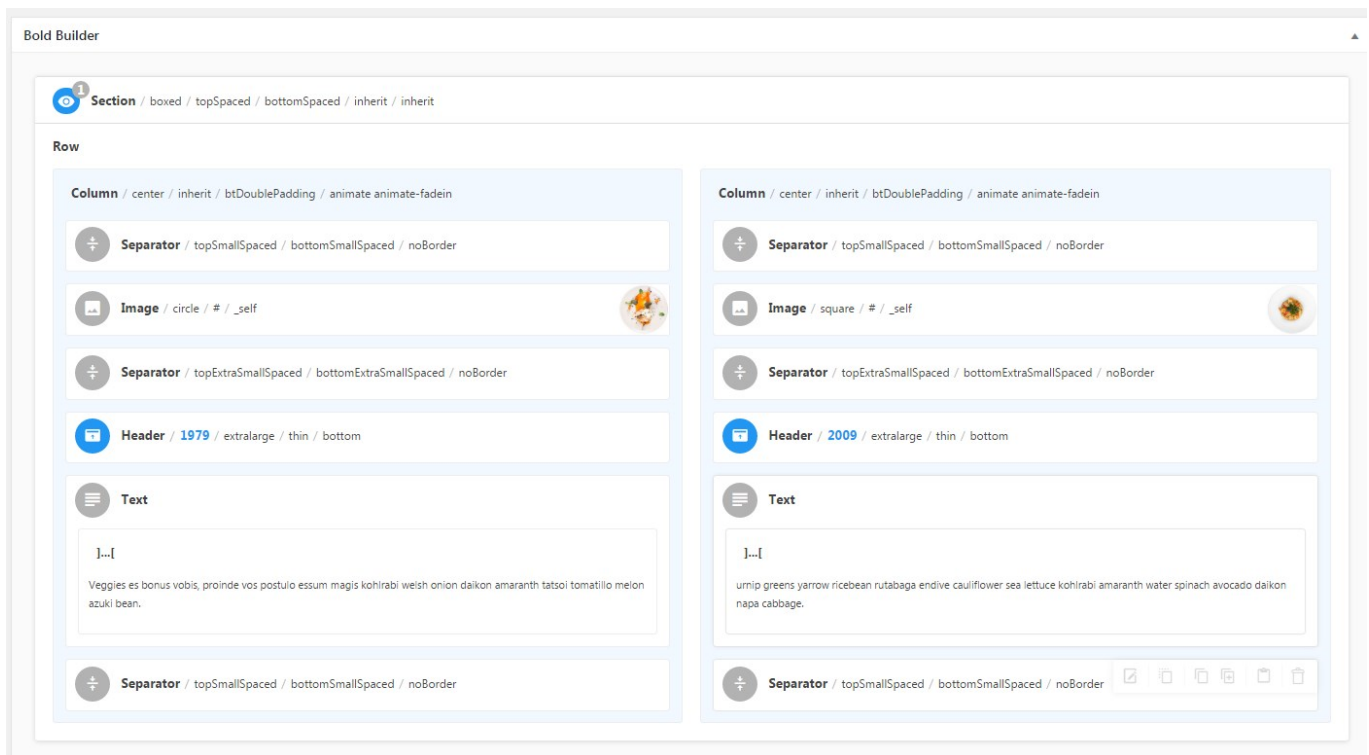 Bold Builder
1
Section / boxed / topSpaced / bottomSpaced / inherit / inherit
Row
Column / center / inherit / btDoublePadding / animate animate-fadein
Separator / topSmallSpaced / bottomSmallSpaced / noBorder
Image / circle / # / _self
Separator / topExtraSmallSpaced / bottomExtraSmallSpaced / noBorder
Header / 1979 / extralarge / thin / bottom
Text
]...[
Veggies es bonus vobis, proinde vos postulo essum magis kohlrabi welsh onion daikon amaranth tatsoi tomatillo melon
azuki bean.
Separator / topSmallSpaced / bottomSmallSpaced / noBorder
Column / center / inherit / btDoublePadding / animate animate-fadein
Separator / topSmallSpaced / bottomSmallSpaced / noBorder
Image / square / # / _self
Separator / topExtraSmallSpaced / bottomExtraSmallSpaced / noBorder
Header / 2009 / extralarge / thin / bottom
Text
]...[
urnip greens yarrow ricebean rutabaga endive cauliflower sea lettuce kohlrabi amaranth water spinach avocado daikon
napa cabbage.
Separator / topSmallSpaced / bottomSmallSpaced / noBorder